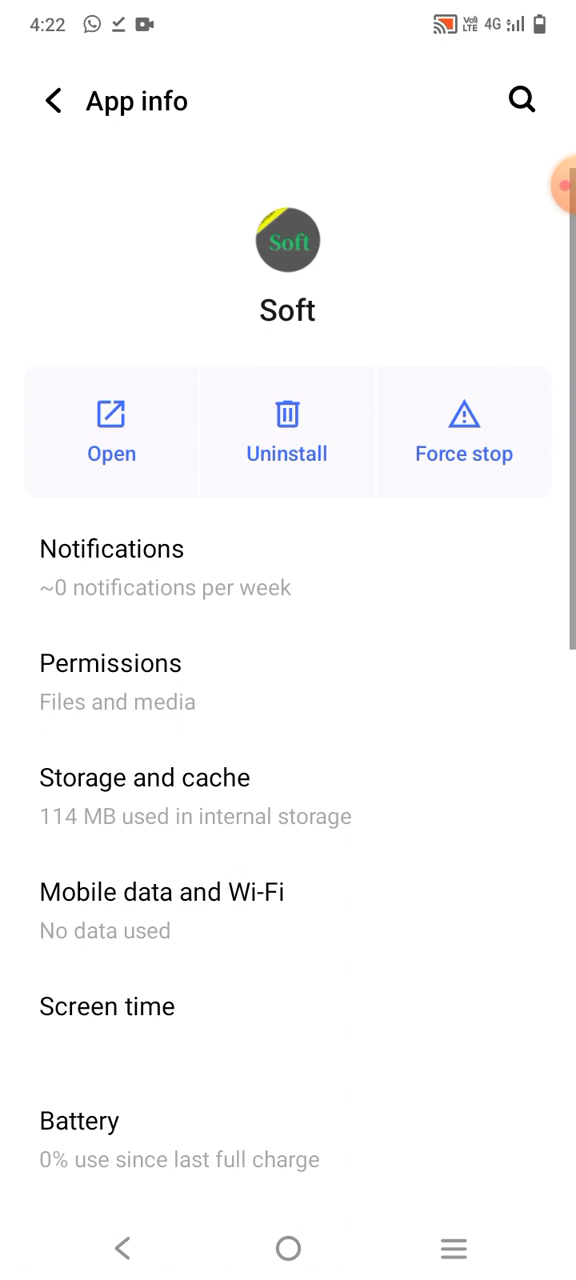 4:22
Vo) LTE 4G
App info
Soft
Soft
Open
Uninstall
Force stop
Notifications
~0 notifications per week
Permissions
Files and media
Storage and cache
114 MB used in internal storage
Mobile data and Wi-Fi
No data used
Screen time
Battery
0% use since last full charge